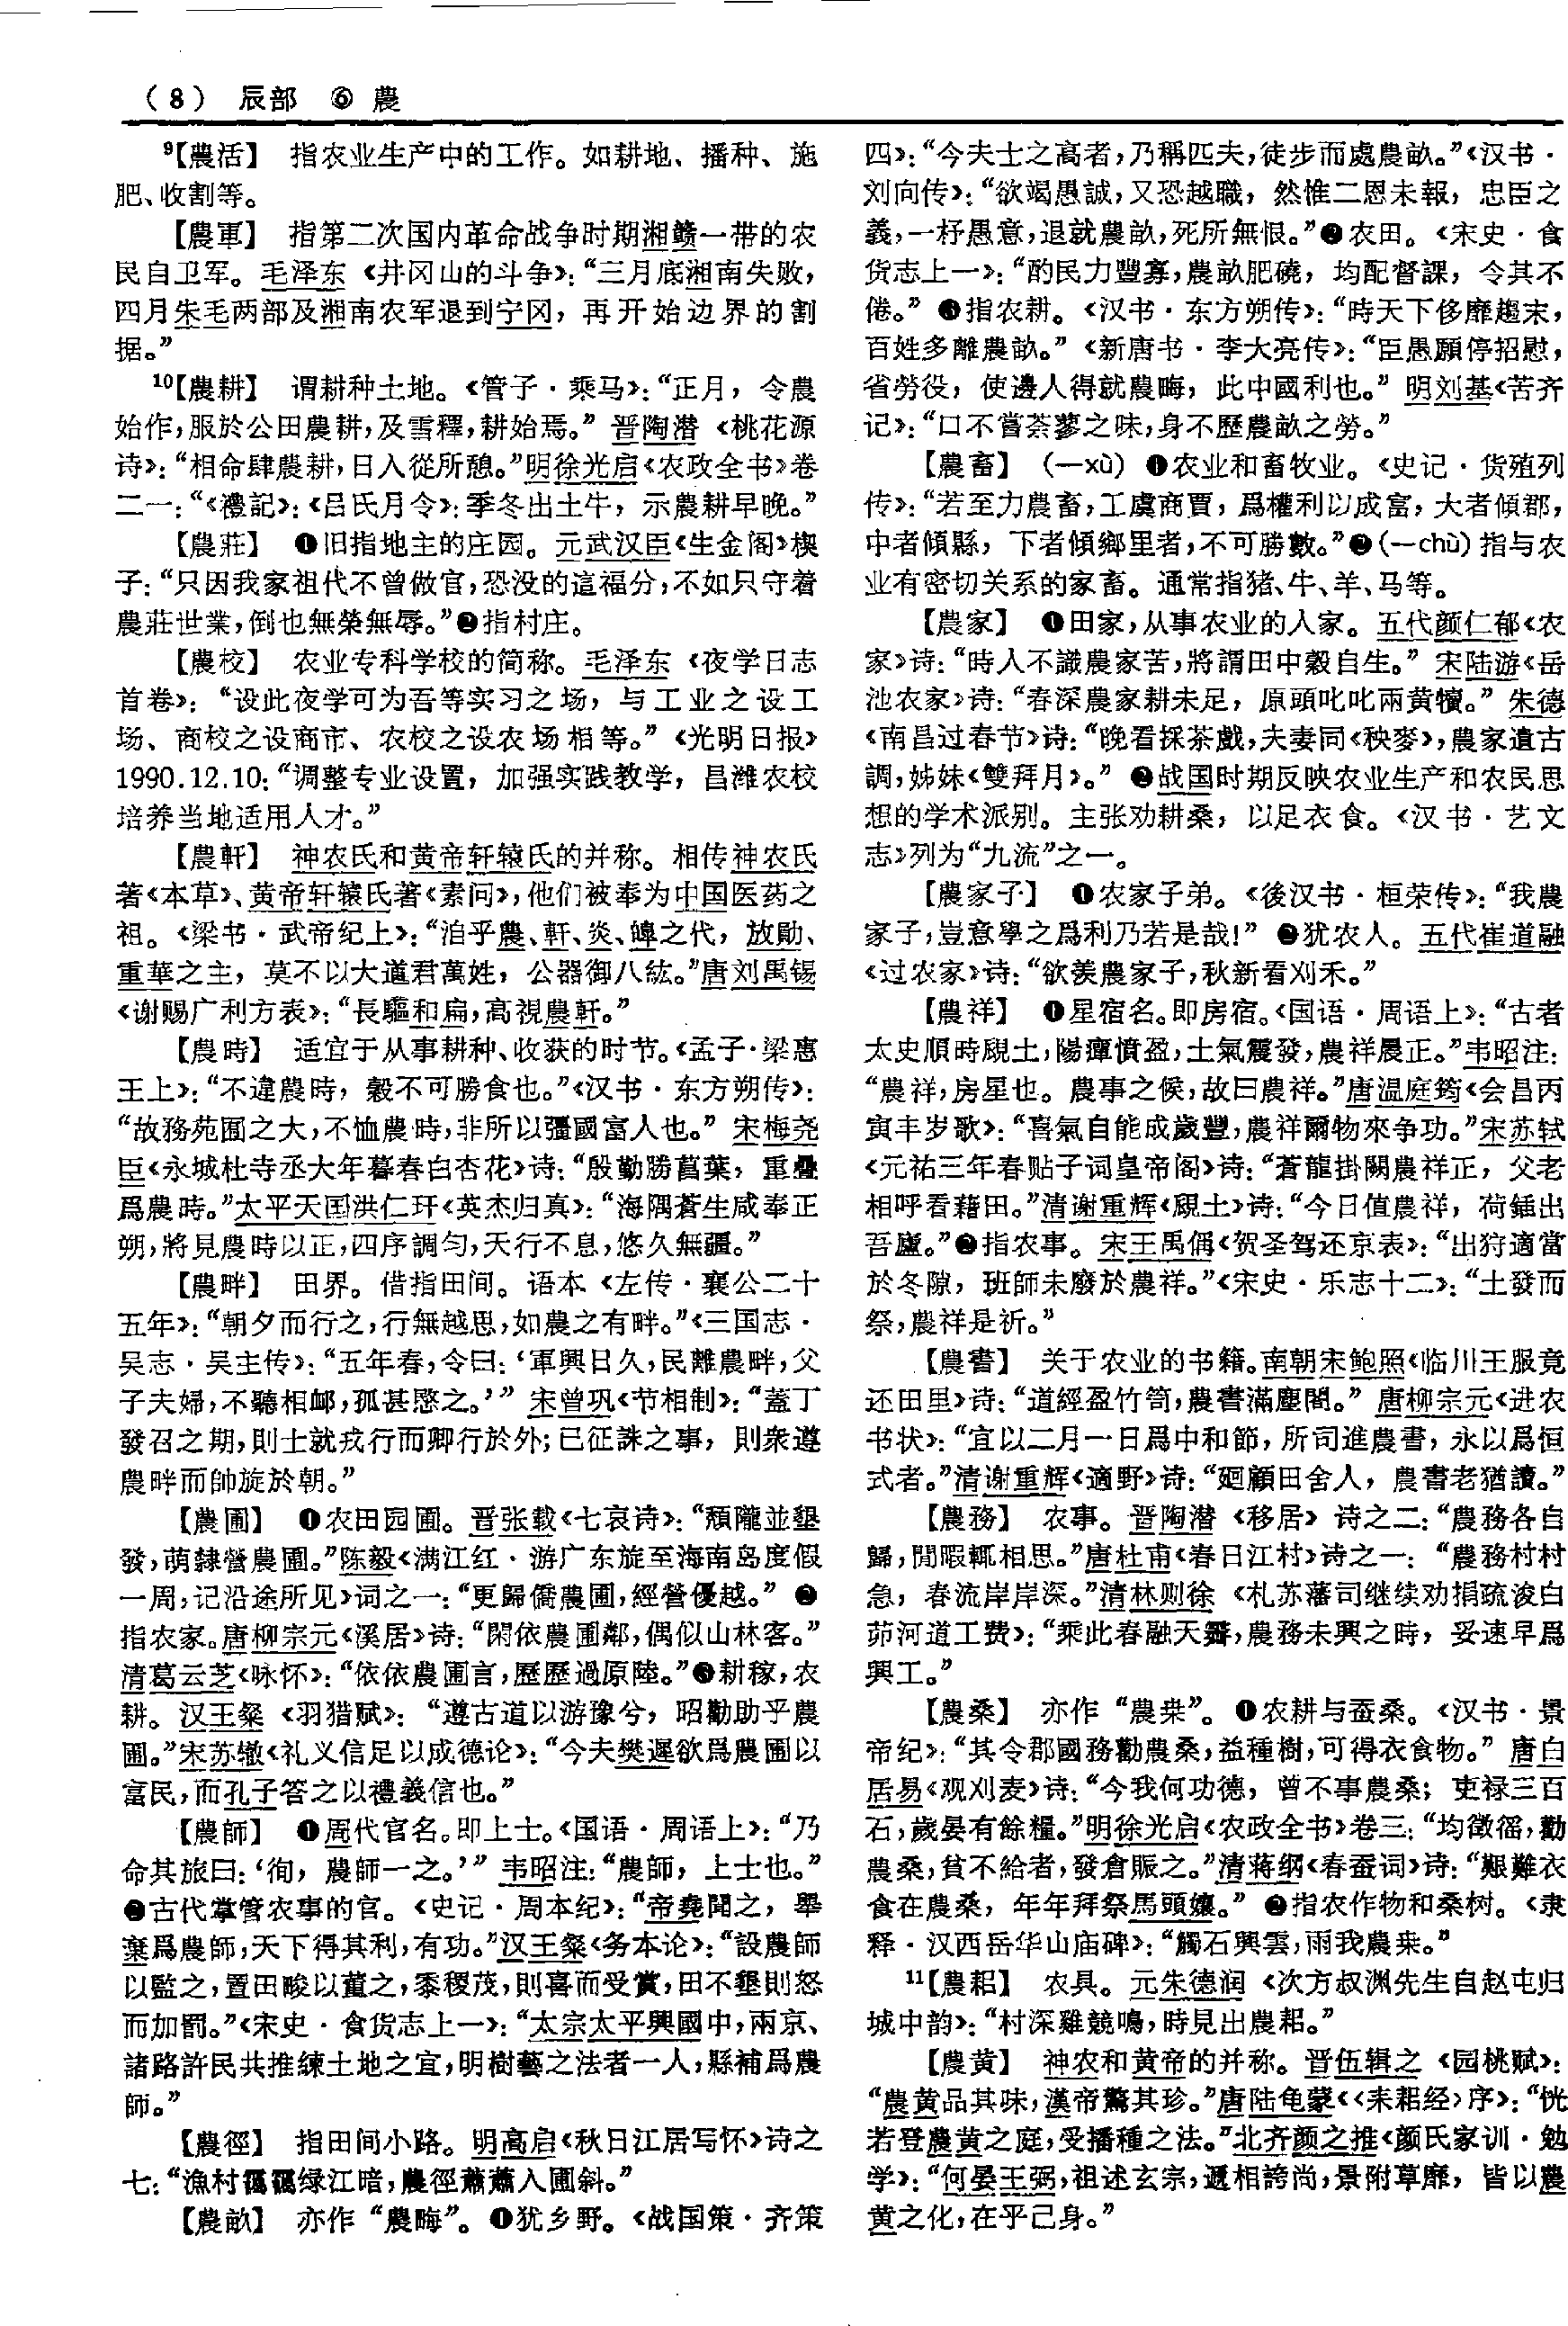 （8） 辰部 ⑥ 農
⁹【農活】 指农业生产中的工作。如耕地、播种、施
肥、收割等。
【農軍】 指第二次国内革命战争时期湘赣一带的农
民自卫军。毛泽东《井冈山的斗争》：“三月底湘南失败，
四月朱毛两部及湘南农军退到宁冈，再开始边界的割
据。”
¹⁰【農耕】 谓耕种土地。《管子·乘马》：“正月，令農
始作，服於公田農耕，及雪釋，耕始焉。”晋陶潜《桃花源
诗》：“相命肆農耕，日入從所憩。”明徐光启《农政全书》卷
二一：“《禮記》：《吕氏月令》：季冬出土牛，示農耕早晚。”
【農莊】 ❶旧指地主的庄园。元武汉臣《生金阁》楔
子：“只因我家祖代不曾做官，恐没的這福分，不如只守着
農莊世業，倒也無榮無辱。”❷指村庄。
【農校】 农业专科学校的简称。毛泽东《夜学日志
首卷》：“设此夜学可为吾等实习之场，与工业之设工
场、商校之设商市、农校之设农场相等。”《光明日报》
1990.12.10：“调整专业设置，加强实践教学，昌潍农校
培养当地适用人才。”
【農軒】 神农氏和黄帝轩辕氏的并称。相传神农氏
著《本草》、黄帝轩辕氏著《素问》，他们被奉为中国医药之
祖。《梁书·武帝纪上》：“洎乎農、軒、炎、皞之代，放勛、
重華之主，莫不以大道君萬姓，公器御八紘。”唐刘禹锡
《谢赐广利方表》：“長驅和扁，高視農軒。”
【農時】 适宜于从事耕种、收获的时节。《孟子·梁惠
王上》：“不違農時，穀不可勝食也。”《汉书·东方朔传》：
“故務苑囿之大，不恤農時，非所以彊國富人也。”宋梅尧
臣《永城杜寺丞大年暮春白杏花》诗：“殷勤勝菖葉，重疊
爲農時。”太平天国洪仁玕《英杰归真》：“海隅蒼生咸奉正
朔，將見農時以正，四序調匀，天行不息，悠久無疆。”
【農畔】 田界。借指田间。语本《左传·襄公二十
五年》：“朝夕而行之，行無越思，如農之有畔。”《三国志·
吴志·吴主传》：“五年春，令曰：‘軍興日久，民離農畔，父
子夫婦，不聽相卹，孤甚愍之。’”宋曾巩《节相制》：“蓋丁
發召之期，則士就戎行而卿行於外；已征誅之事，則衆遵
農畔而帥旋於朝。”
【農圃】 ❶农田园圃。晋张载《七哀诗》：“頹隴並墾
發，萌隸營農圃。”陈毅《满江红·游广东旋至海南岛度假
一周，记沿途所见》词之一：“更歸僑農圃，經營優越。”❷
指农家。唐柳宗元《溪居》诗：“閑依農圃鄰，偶似山林客。”
清葛云芝《咏怀》：“依依農圃言，歷歷過原陸。”❸耕稼，农
耕。汉王粲《羽猎赋》：“遵古道以游豫兮，昭勸助乎農
圃。”宋苏辙《礼义信足以成德论》：“今夫樊遲欲爲農圃以
富民，而孔子答之以禮義信也。”
【農師】 ❶周代官名。即上士。《国语·周语上》：“乃
命其旅曰：‘徇，農師一之。’”韦昭注：“農師，上士也。”
❷古代掌管农事的官。《史记·周本纪》：“帝堯聞之，舉
棄爲農師，天下得其利，有功。”汉王粲《务本论》：“設農師
以監之，置田畯以董之，黍稷茂，則喜而受賞，田不墾則怒
而加罰。”《宋史·食货志上一》：“太宗太平興國中，兩京、
諸路許民共推練土地之宜，明樹藝之法者一人，縣補爲農
師。”
【農徑】 指田间小路。明高启《秋日江居写怀》诗之
七：“漁村靄靄绿江暗，農徑蕭蕭入圃斜。”
【農畝】 亦作“農畮”。❶犹乡野。《战国策·齐策
四》：“今夫士之高者，乃稱匹夫，徒步而處農畝。”《汉书·
刘向传》：“欲竭愚誠，又恐越職，然惟二恩未報，忠臣之
義，一杼愚意，退就農畝，死所無恨。”❷农田。《宋史·食
货志上一》：“酌民力豐寡，農畝肥磽，均配督課，令其不
倦。”❸指农耕。《汉书·东方朔传》：“時天下侈靡趨末，
百姓多離農畝。”《新唐书·李大亮传》：“臣愚願停招慰，
省勞役，使邊人得就農畮，此中國利也。”明刘基《苦齐
记》：“口不嘗荼蓼之味，身不歷農畝之勞。”
【農畜】 （—xù）❶农业和畜牧业。《史记·货殖列
传》：“若至力農畜，工虞商賈，爲權利以成富，大者傾郡，
中者傾縣，下者傾鄉里者，不可勝數。”❷（—chù）指与农
业有密切关系的家畜。通常指猪、牛、羊、马等。
【農家】 ❶田家，从事农业的人家。五代颜仁郁《农
家》诗：“時人不識農家苦，將謂田中穀自生。”宋陆游《岳
池农家》诗：“春深農家耕未足，原頭叱叱兩黄犢。”朱德
《南昌过春节》诗：“晚看採茶戲，夫妻同《秧麥》，農家遺古
調，姊妹《雙拜月》。”❷战国时期反映农业生产和农民思
想的学术派别。主张劝耕桑，以足衣食。《汉书·艺文
志》列为“九流”之一。
【農家子】 ❶农家子弟。《後汉书·桓荣传》：“我農
家子，豈意學之爲利乃若是哉！”❷犹农人。五代崔道融
《过农家》诗：“欲羨農家子，秋新看刈禾。”
【農祥】 ❶星宿名。即房宿。《国语·周语上》：“古者
太史順時覛土，陽癉憤盈，土氣震發，農祥晨正。”韦昭注：
“農祥，房星也。農事之候，故曰農祥。”唐温庭筠《会昌丙
寅丰岁歌》：“喜氣自能成歲豐，農祥爾物來争功。”宋苏轼
《元祐三年春贴子词皇帝阁》诗：“蒼龍掛闕農祥正，父老
相呼看藉田。”清谢重辉《覛土》诗：“今日值農祥，荷鍤出
吾廬。”❷指农事。宋王禹偁《贺圣驾还京表》：“出狩適當
於冬隙，班師未廢於農祥。”《宋史·乐志十二》：“土發而
祭，農祥是祈。”
【農書】 关于农业的书籍。南朝宋鲍照《临川王服竟
还田里》诗：“道經盈竹笥，農書滿塵閣。”唐柳宗元《进农
书状》：“宜以二月一日爲中和節，所司進農書，永以爲恒
式者。”清谢重辉《適野》诗：“廻顧田舍人，農書老猶讀。”
【農務】 农事。晋陶潜《移居》诗之二：“農務各自
歸，閒暇輒相思。”唐杜甫《春日江村》诗之一：“農務村村
急，春流岸岸深。”清林则徐《札苏藩司继续劝捐疏浚白
茆河道工费》：“乘此春融天霽，農務未興之時，妥速早爲
興工。”
【農桑】 亦作“農桒”。❶农耕与蚕桑。《汉书·景
帝纪》：“其令郡國務勸農桑，益種樹，可得衣食物。”唐白
居易《观刈麦》诗：“今我何功德，曾不事農桑；吏禄三百
石，歲晏有餘糧。”明徐光启《农政全书》卷三：“均徵徭，勸
農桑，貧不給者，發倉賑之。”清蒋纲《春蚕词》诗：“艱難衣
食在農桑，年年拜祭馬頭孃。”❷指农作物和桑树。《隶
释·汉西岳华山庙碑》：“觸石興雲，雨我農桒。”
¹¹【農耜】 农具。元朱德润《次方叔渊先生自赵屯归
城中韵》：“村深雞競鳴，時見出農耜。”
【農黄】 神农和黄帝的并称。晋伍辑之《园桃赋》：
“農黄品其味，漢帝驚其珍。”唐陆龟蒙《〈耒耜经〉序》：“恍
若登農黄之庭，受播種之法。”北齐颜之推《颜氏家训·勉
学》：“何晏王弼，祖述玄宗，遞相誇尚，景附草靡，皆以農
黄之化，在乎己身。”